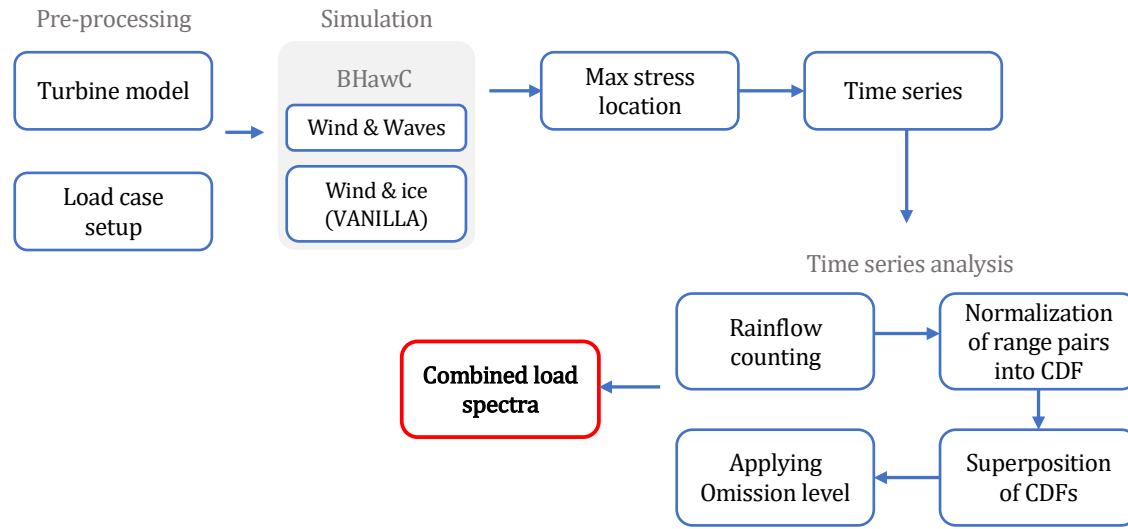 Pre-processing
Simulation
Turbine model
Load case
setup
BHawC
Wind & Waves
Wind & ice
(VANILLA)
Max stress
location
Time series
Time series analysis
Rainflow
counting
Normalization
of range pairs
into CDF
Superposition
of CDFs
Applying
Omission level
Combined load
spectra